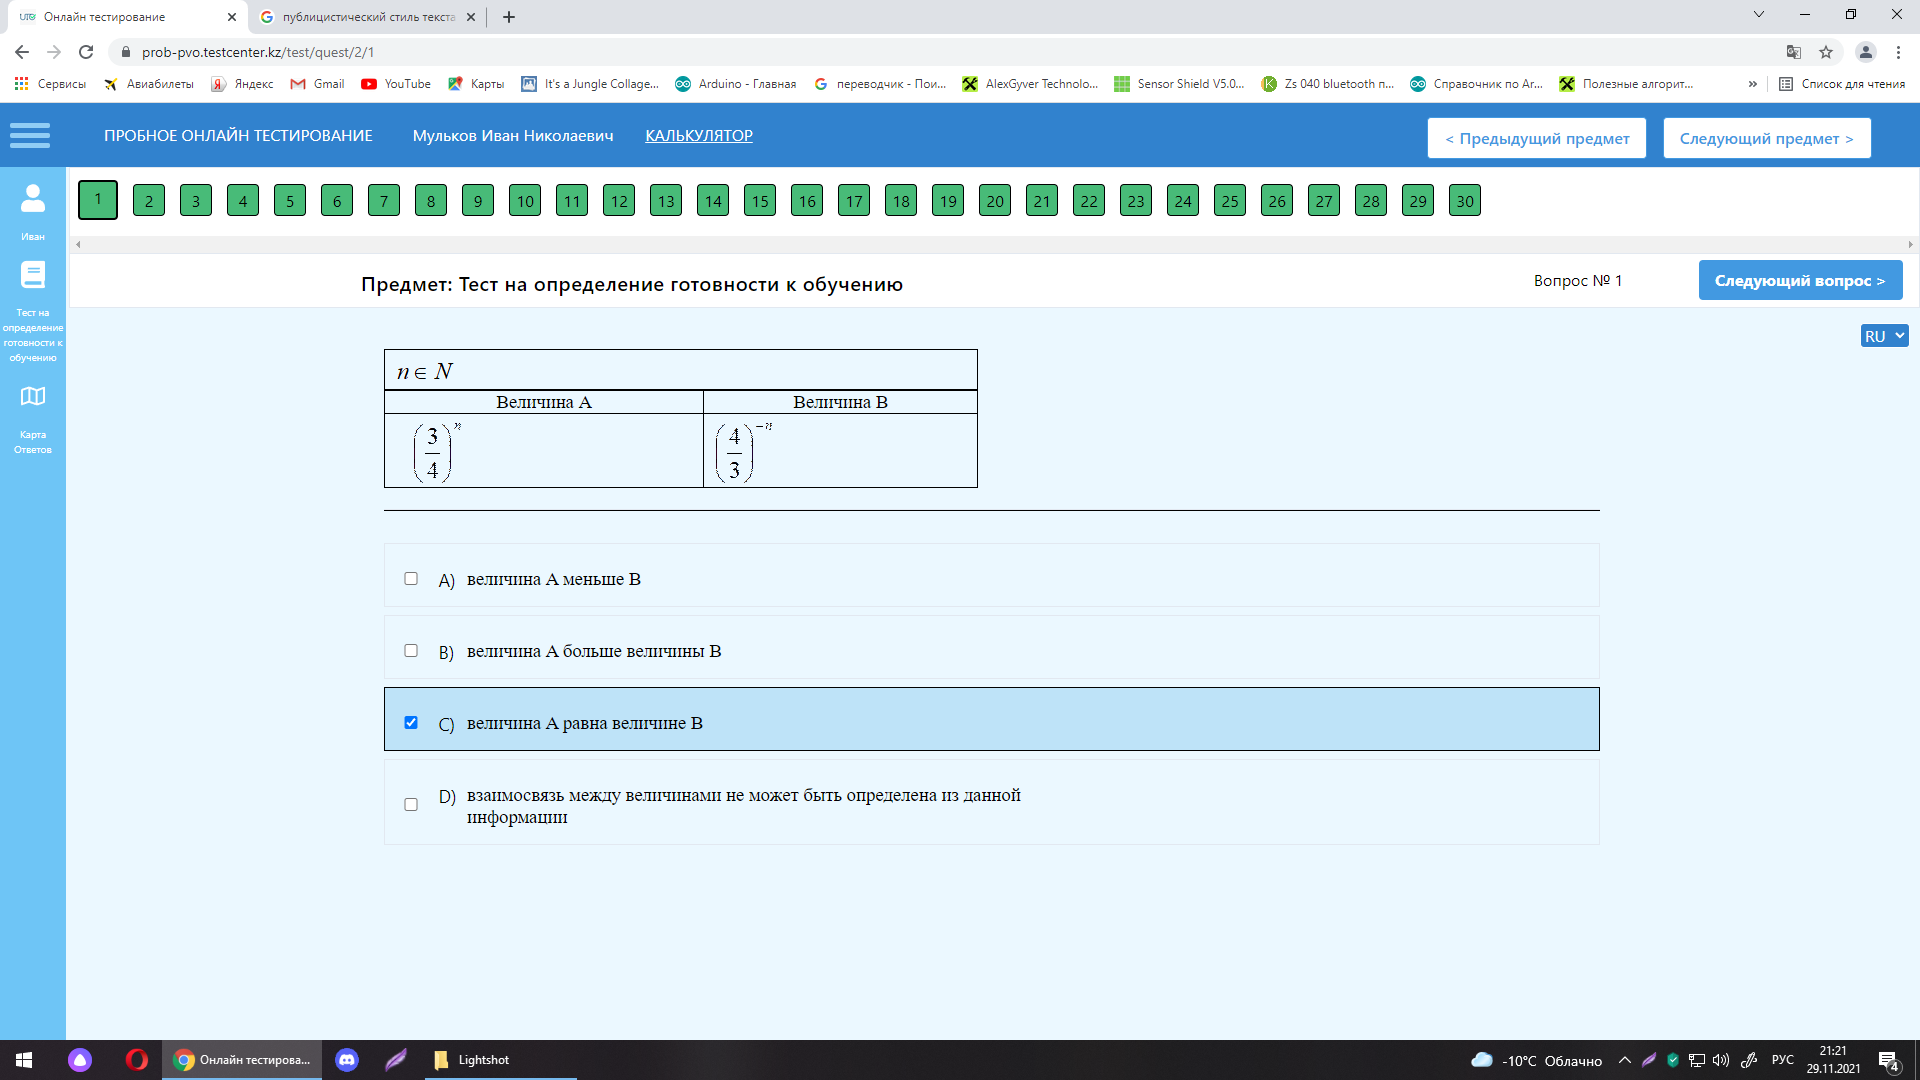 Онлайн тестирование
публицистический стиль текста
prob-pvo.testcenter.kz/test/quest/2/1
Сервисы Авиабилеты Яндекс Gmail YouTube Карты It's a Jungle Collage... Arduino - Главная переводчик - Пои... AlexGyver Technolo... Sensor Shield V5.0... Zs 040 bluetooth п... Справочник по Ar... Полезные алгорит... » Список для чтения
ПРОБНОЕ ОНЛАЙН ТЕСТИРОВАНИЕ Мульков Иван Николаевич КАЛЬКУЛЯТОР < Предыдущий предмет Следующий предмет >
1 2 3 4 5 6 7 8 9 10 11 12 13 14 15 16 17 18 19 20 21 22 23 24 25 26 27 28 29 30
Иван
Тест на
определение
готовности к
обучению
Карта
Ответов
Предмет: Тест на определение готовности к обучению Вопрос № 1 Следующий вопрос >
RU
n ∈ N
Величина A Величина B
(3/4)^n (4/3)^-n
A) величина A меньше B
B) величина A больше величины B
C) величина A равна величине B
D) взаимосвязь между величинами не может быть определена из данной
информации
Онлайн тестирова... Lightshot -10°C Облачно РУС 21:21
29.11.2021
4